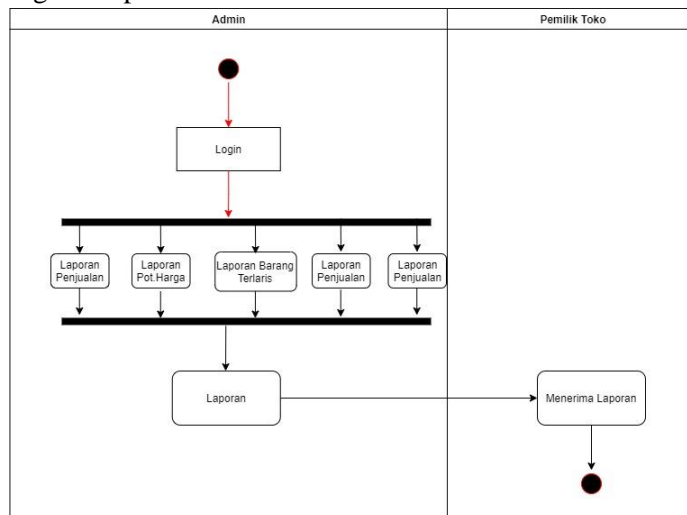 Admin
Pemilik Toko
Login
Laporan
Penjualan
Laporan
Pot.Harga
Laporan Barang
Terlaris
Laporan
Penjualan
Laporan
Penjualan
Laporan
Menerima Laporan